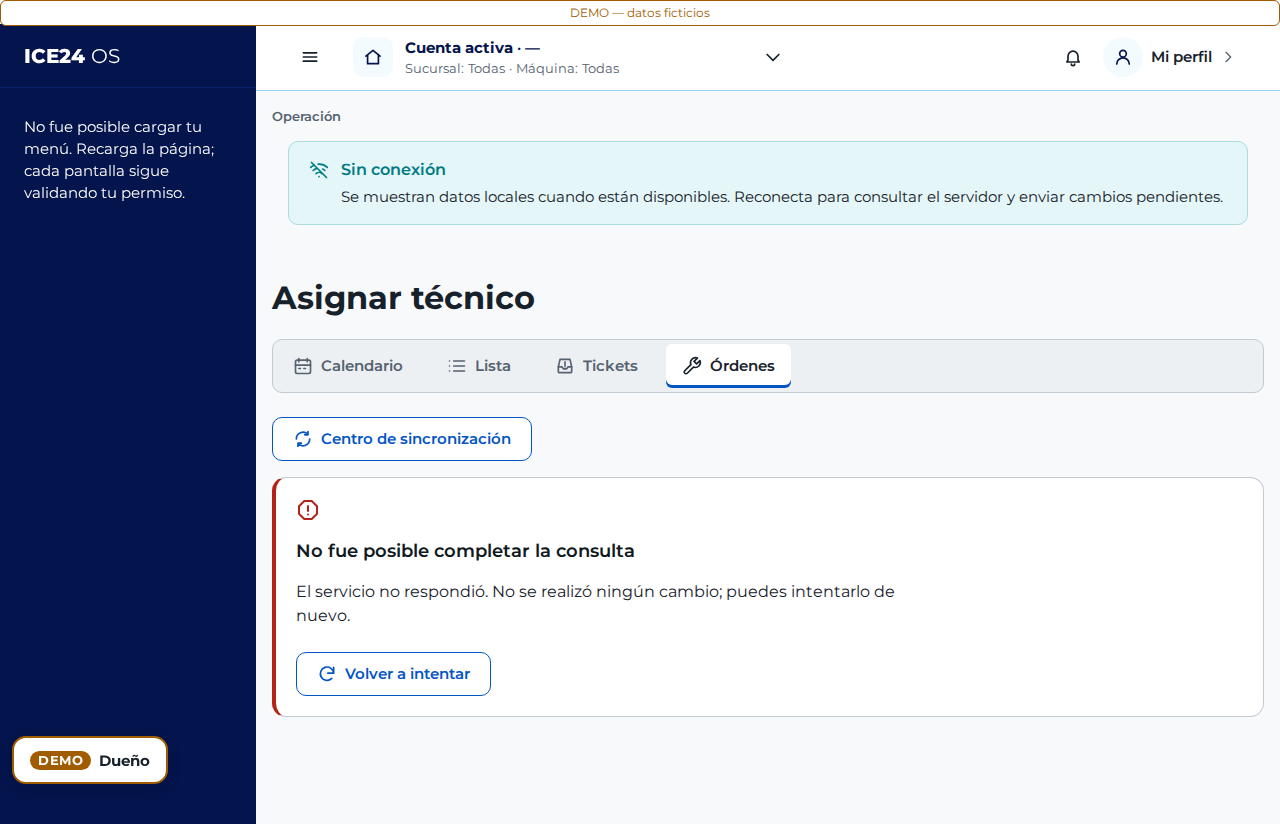 DEMO — datos ficticios
ICE24 OS
Cuenta activa · —
Sucursal: Todas · Máquina: Todas
Mi perfil
No fue posible cargar tu
menú. Recarga la página;
cada pantalla sigue
validando tu permiso.
Operación
Sin conexión
Se muestran datos locales cuando están disponibles. Reconecta para consultar el servidor y enviar cambios pendientes.
Asignar técnico
Calendario
Lista
Tickets
Órdenes
Centro de sincronización
No fue posible completar la consulta
El servicio no respondió. No se realizó ningún cambio; puedes intentarlo de
nuevo.
Volver a intentar
DEMO Dueño